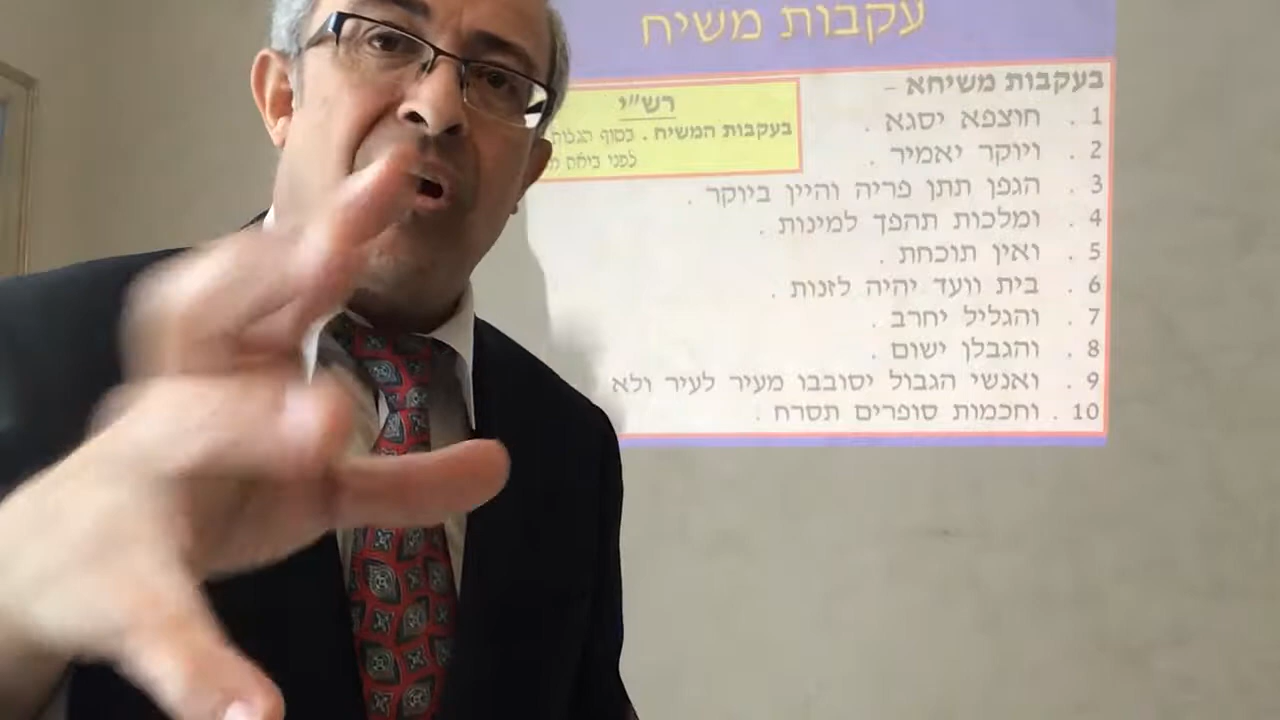 עקבות משיח
בעקבות משיחא –
1 . חוצפא יסגא .
2 . ויוקר יאמיר .
3 . הגפן תתן פריה והיין ביוקר .
4 . ומלכות תהפך למינות .
5 . ואין תוכחת .
6 . בית וועד יהיה לזנות .
7 . והגליל יחרב .
8 . והגבלן ישום .
9 . ואנשי הגבול יסובבו מעיר לעיר ולא
10 . וחכמות סופרים תסרח .
רש"י
בעקבות המשיח . בסוף הגלות
לפני ביאת